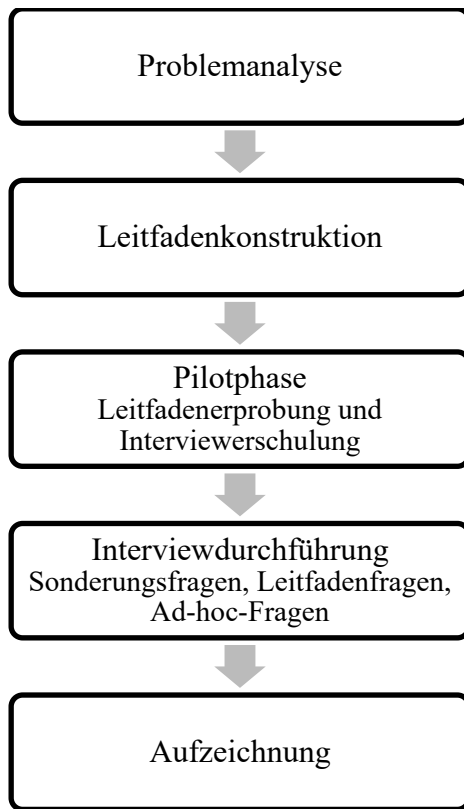 Problemanalyse
Leitfadenkonstruktion
Pilotphase
Leitfadenerprobung und
Interviewerschulung
Interviewdurchführung
Sonderungsfragen, Leitfadenfragen,
Ad-hoc-Fragen
Aufzeichnung